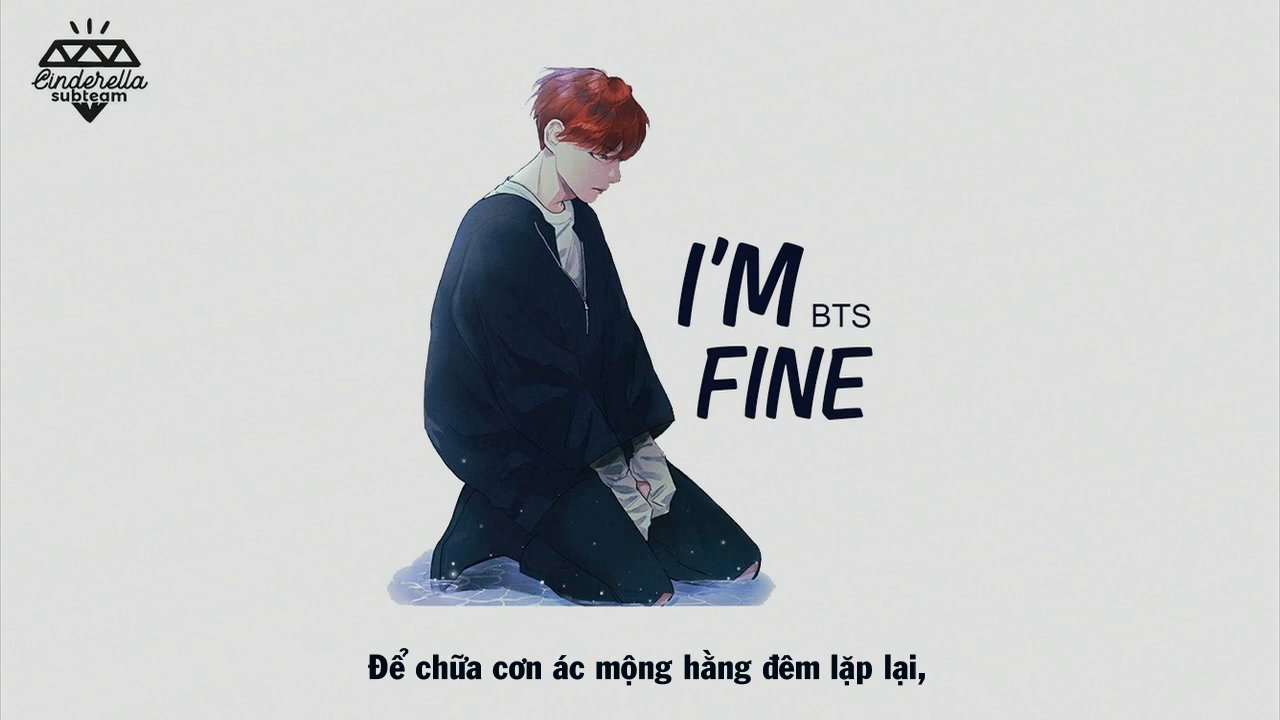 Cinderella
subteam
I'M
BTS
FINE
Để chữa cơn ác mộng hằng đêm lặp lại,